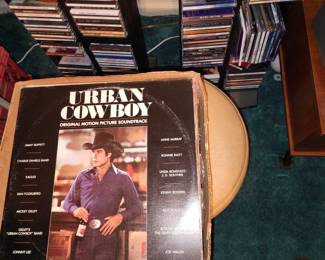 URBAN
COWBOY
ORIGINAL MOTION PICTURE SOUNDTRACK
JIMMY BUFFETT
CHARLIE DANIELS BAND
EAGLES
DAN FOGELBERG
MICKEY GILLEY
GILLEY'S
"URBAN COWBOY" BAND
JOHNNY LEE
ANNE MURRAY
BONNIE RAITT
LINDA RONSTADT/
J. D. SOUTHER
KENNY ROGERS
JOE WALSH